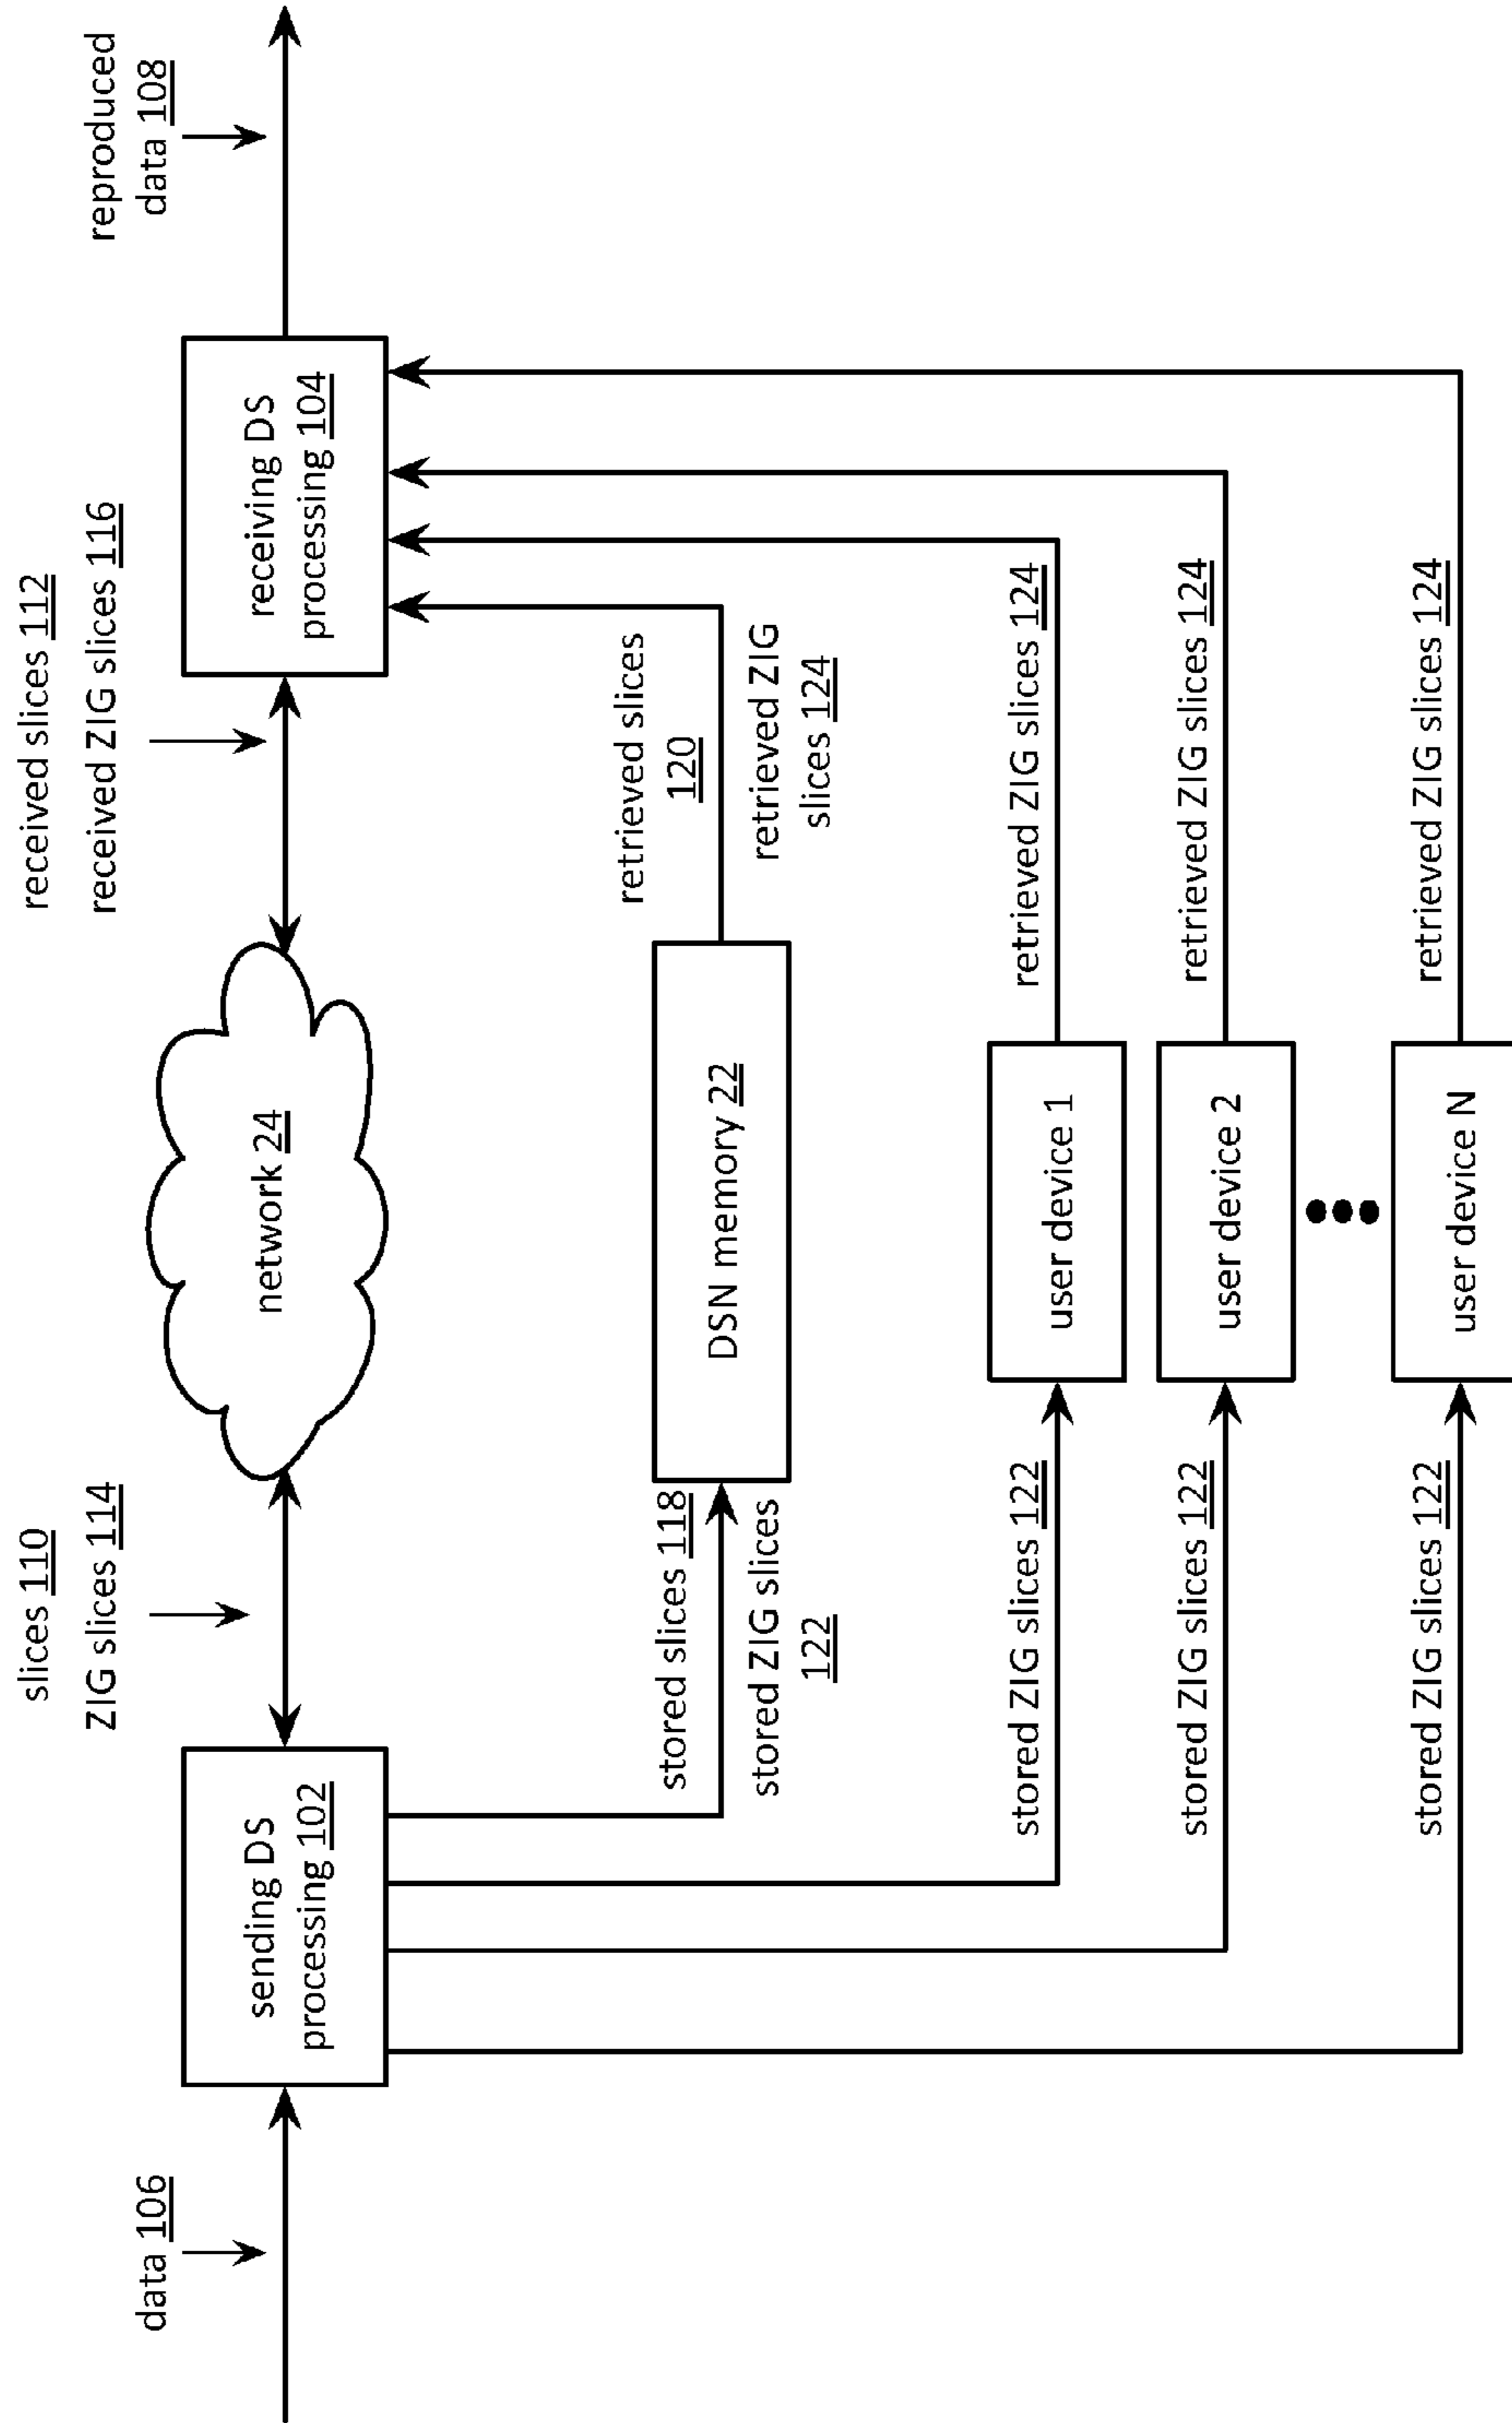 slices 110
ZIG slices 114
received slices 112
received ZIG slices 116
data 106
reproduced
data 108
sending DS
processing 102
network 24
receiving DS
processing 104
stored slices 118
stored ZIG slices
122
DSN memory 22
retrieved slices
120
retrieved ZIG
slices 124
stored ZIG slices 122
user device 1
retrieved ZIG slices 124
stored ZIG slices 122
user device 2
retrieved ZIG slices 124
stored ZIG slices 122
user device N
retrieved ZIG slices 124